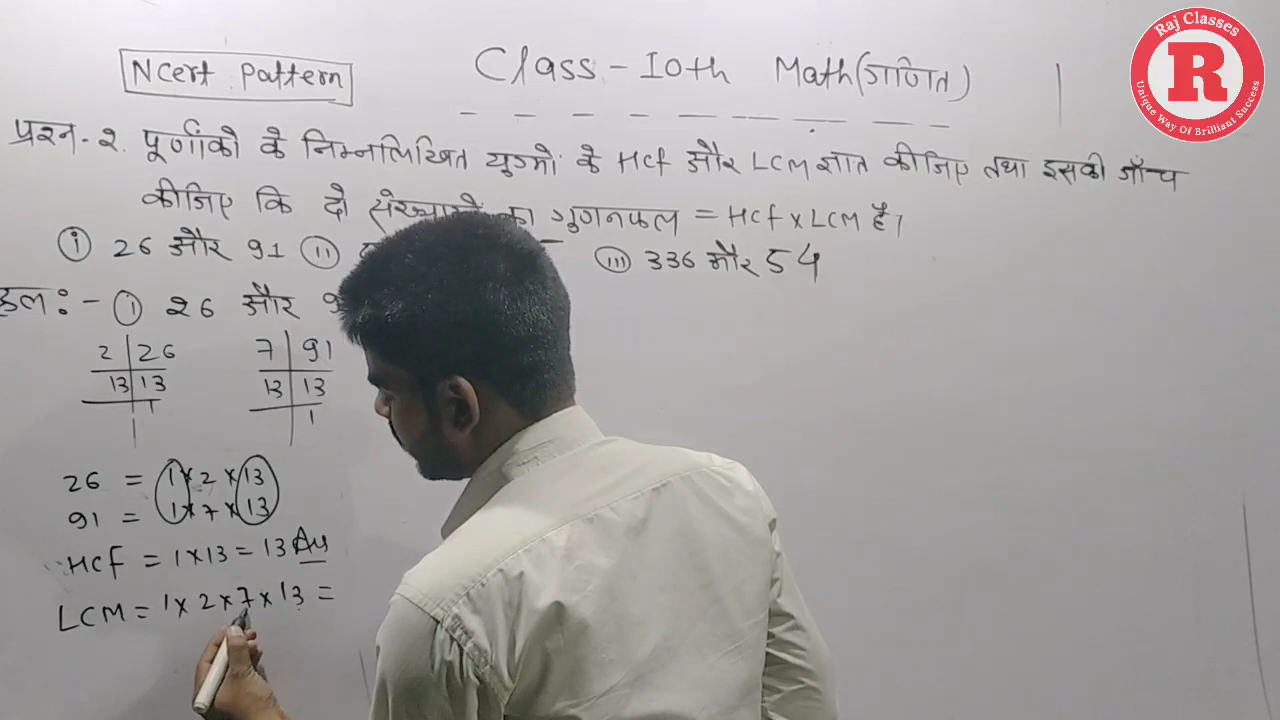 Raj Classes
R
Unique Way Of Brilliant Success
Ncert Pattern
Class - 10th Math (गणित)
प्रश्न-२. पूर्णांको के निम्नलिखित युग्मो के Hcf और LCM ज्ञात कीजिए तथा इसकी जाँच
कीजिए कि दो संख्याओं का गुणनफल = HCf x LCM है।
(i) 26 और 91 (ii) (iii) 336 और 54
हल :- (i) 26 और 9
2 | 26 7 | 91
13 | 13 13 | 13
1 1
26 = 1 x 2 x 13
91 = 1 x 7 x 13
HCf = 1 x 13 = 13 Ans
LCM = 1 x 2 x 7 x 13 =